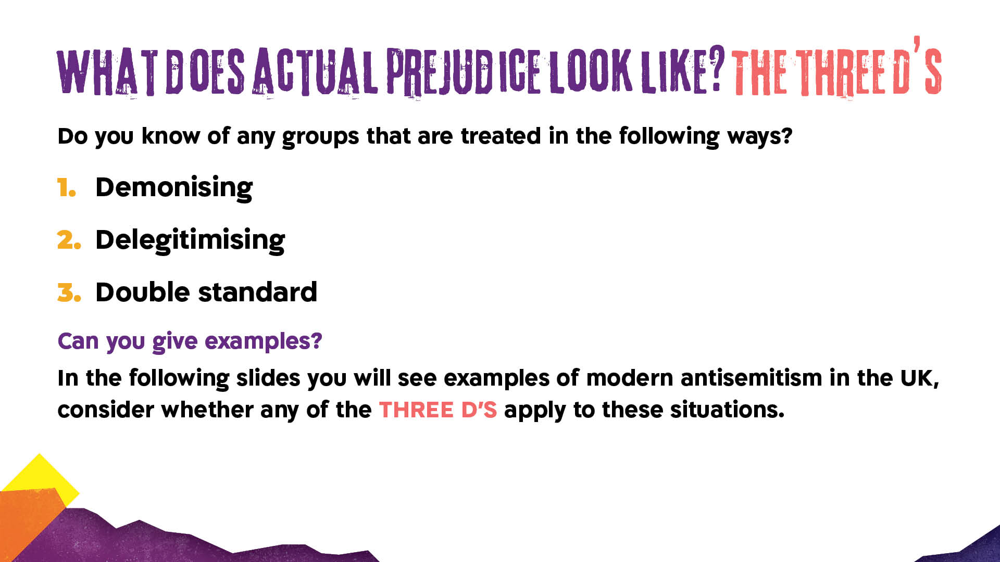 WHAT DOES ACTUAL PREJUDICE LOOK LIKE? THE THREE D'S
Do you know of any groups that are treated in the following ways?
1. Demonising
2. Delegitimising
3. Double standard
Can you give examples?
In the following slides you will see examples of modern antisemitism in the UK,
consider whether any of the THREE D'S apply to these situations.